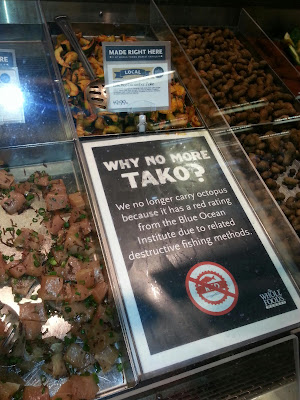 MADE RIGHT HERE
LOCAL
WHY NO MORE
TAKO?
We no longer carry octopus
because it has a red rating
from the Blue Ocean
Institute due to related
destructive fishing methods.
WHOLE
FOODS
MARKET